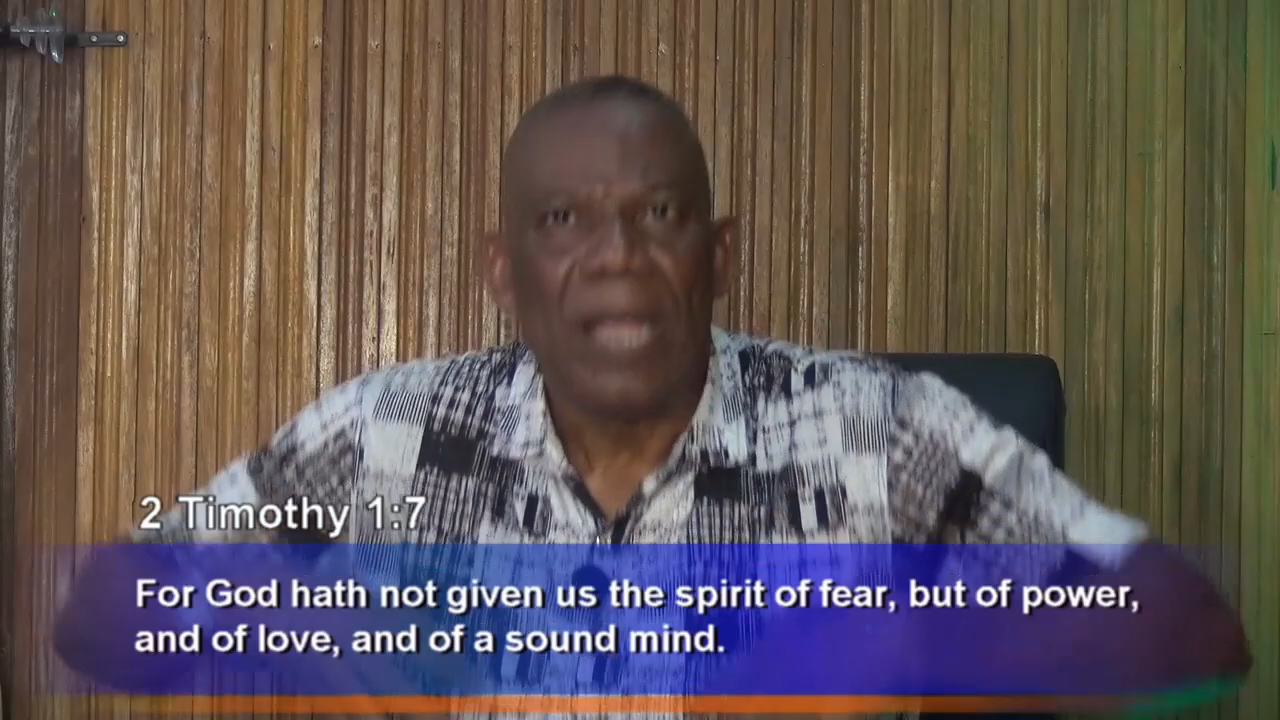 2 Timothy 1:7
For God hath not given us the spirit of fear, but of power,
and of love, and of a sound mind.